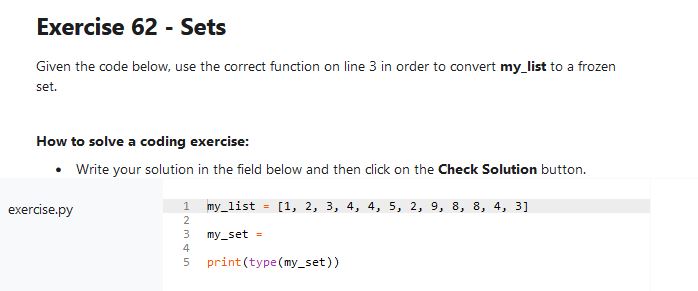 Exercise 62 - Sets
Given the code below, use the correct function on line 3 in order to convert my_list to a frozen
set.
How to solve a coding exercise:
• Write your solution in the field below and then click on the Check Solution button.
exercise.py
1 my_list = [1, 2, 3, 4, 4, 5, 2, 9, 8, 8, 4, 3]
2
3 my_set =
4
5 print(type(my_set))